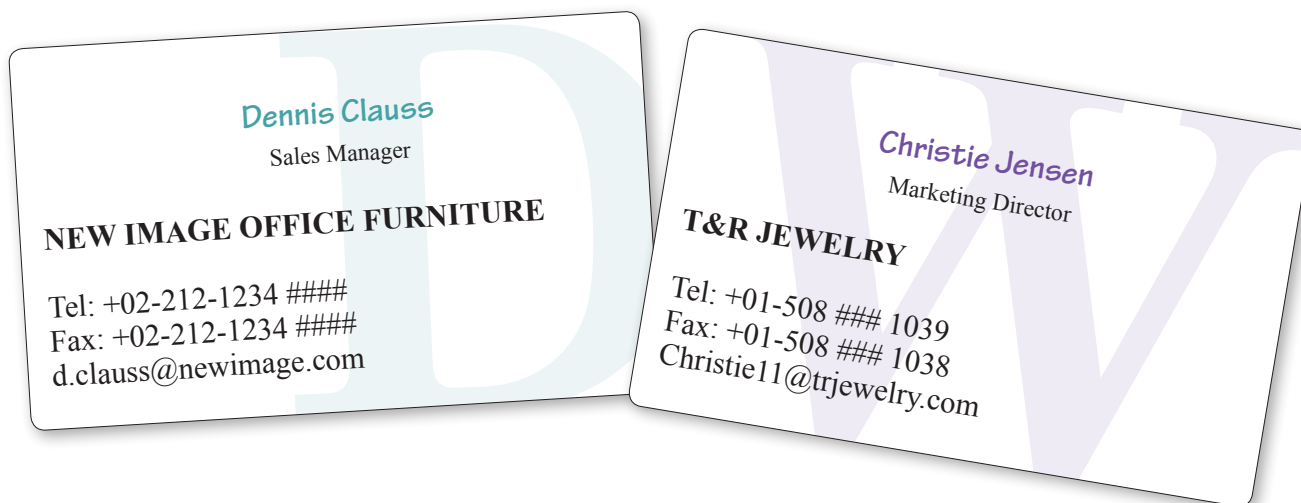 D
Dennis Clauss
Sales Manager
NEW IMAGE OFFICE FURNITURE
Tel: +02-212-1234 ####
Fax: +02-212-1234 ####
d.clauss@newimage.com
W
Christie Jensen
Marketing Director
T&R JEWELRY
Tel: +01-508 ### 1039
Fax: +01-508 ### 1038
Christie11@trjewelry.com